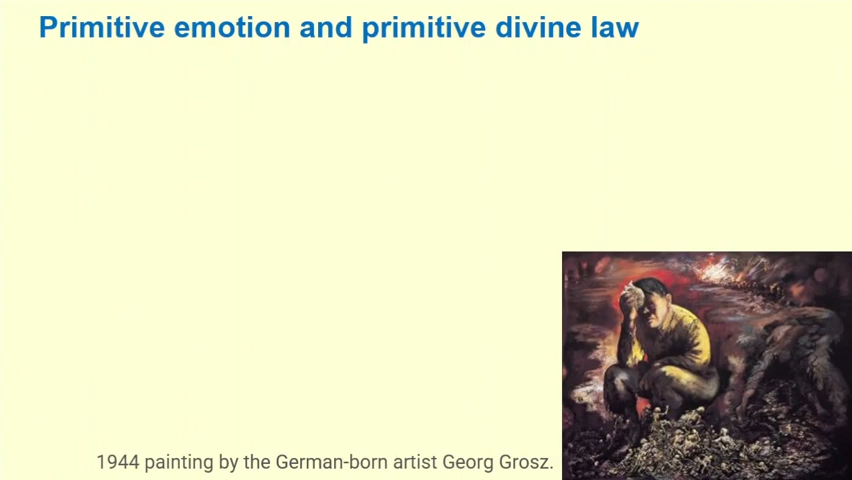 Primitive emotion and primitive divine law
1944 painting by the German-born artist Georg Grosz.